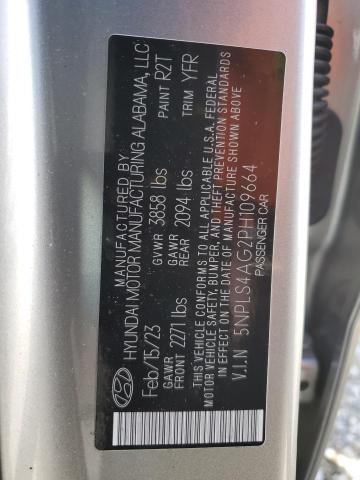 MANUFACTURED BY
HYUNDAI MOTOR MANUFACTURING ALABAMA, LLC
Feb/15/23 GVWR 3858 lbs PAINT R2T
GAWR FRONT 2271 lbs GAWR REAR 2094 lbs TRIM YFR
THIS VEHICLE CONFORMS TO ALL APPLICABLE U.S.A. FEDERAL
MOTOR VEHICLE SAFETY, BUMPER, AND THEFT PREVENTION STANDARDS
IN EFFECT ON THE DATE OF MANUFACTURE SHOWN ABOVE
V.I.N 5NPLS4AG2PH109664
PASSENGER CAR